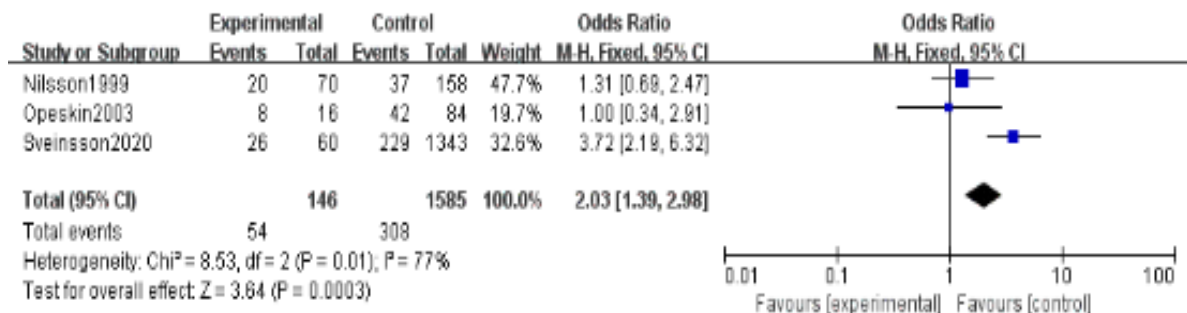 Experimental Control Odds Ratio Odds Ratio
Study or Subgroup Events Total Events Total Weight M-H, Fixed, 95% CI M-H, Fixed, 95% CI
Nilsson1999 20 70 37 158 47.7% 1.31 [0.69, 2.47]
Opeskin2003 8 16 42 84 19.7% 1.00 [0.34, 2.91]
Sveinsson2020 26 60 229 1343 32.6% 3.72 [2.19, 6.32]
Total (95% CI) 146 1585 100.0% 2.03 [1.39, 2.98]
Total events 54 308
Heterogeneity: Chi² = 8.53, df = 2 (P = 0.01); I² = 77%
Test for overall effect: Z = 3.64 (P = 0.0003)
0.01 0.1 1 10 100
Favours [experimental] Favours [control]